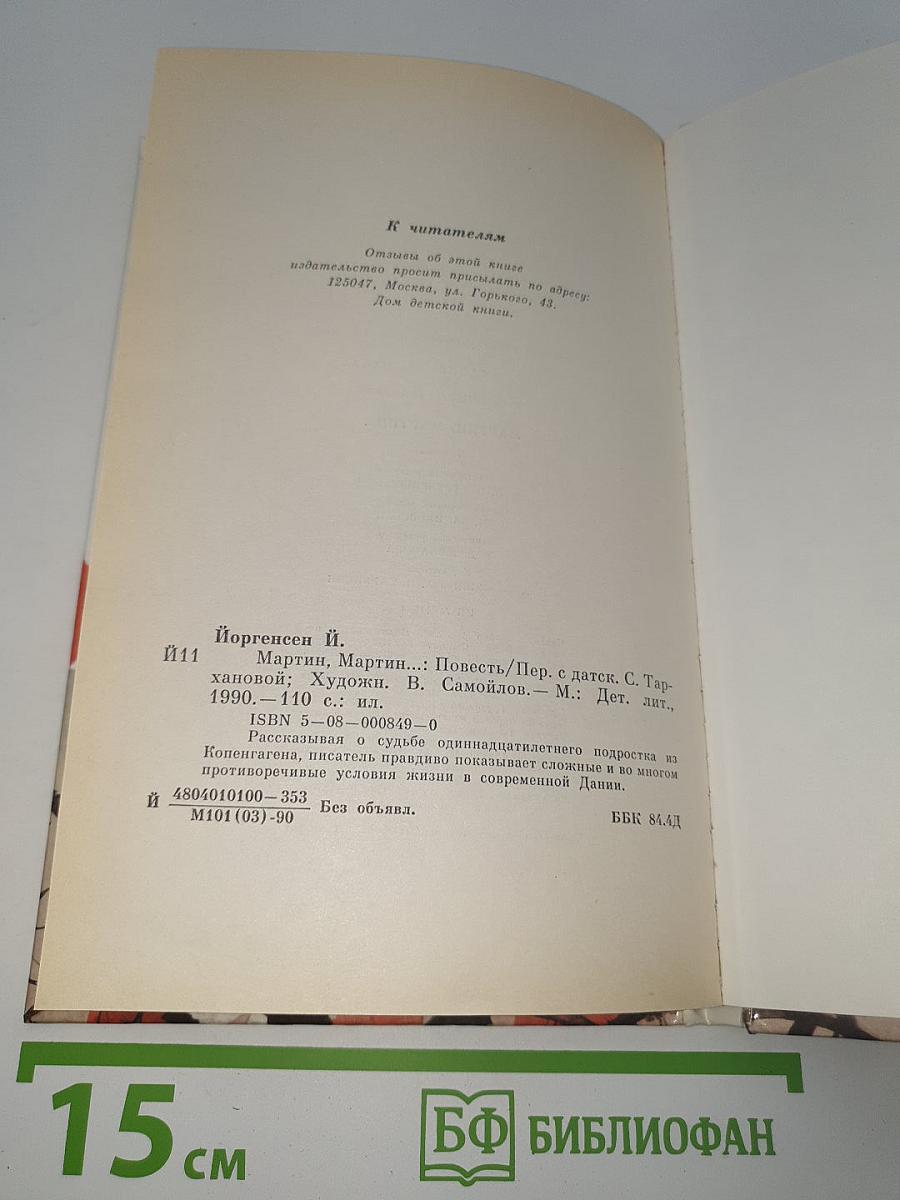 К читателям
Отзывы об этой книге
издательство просит присылать по адресу:
125047, Москва, ул. Горького, 43.
Дом детской книги.
Йоргенсен Й.
Й11 Мартин, Мартин...: Повесть/Пер. с датск. С. Тар-
хановой; Художн. В. Самойлов.— М.: Дет. лит.,
1990.—110 с.: ил.
ISBN 5—08—000849—0
Рассказывая о судьбе одиннадцатилетнего подростка из
Копенгагена, писатель правдиво показывает сложные и во многом
противоречивые условия жизни в современной Дании.
Й 4804010100—353
М101(03)-90
Без объявл.
ББК 84.4Д
15 см
БФ БИБЛИОФАН